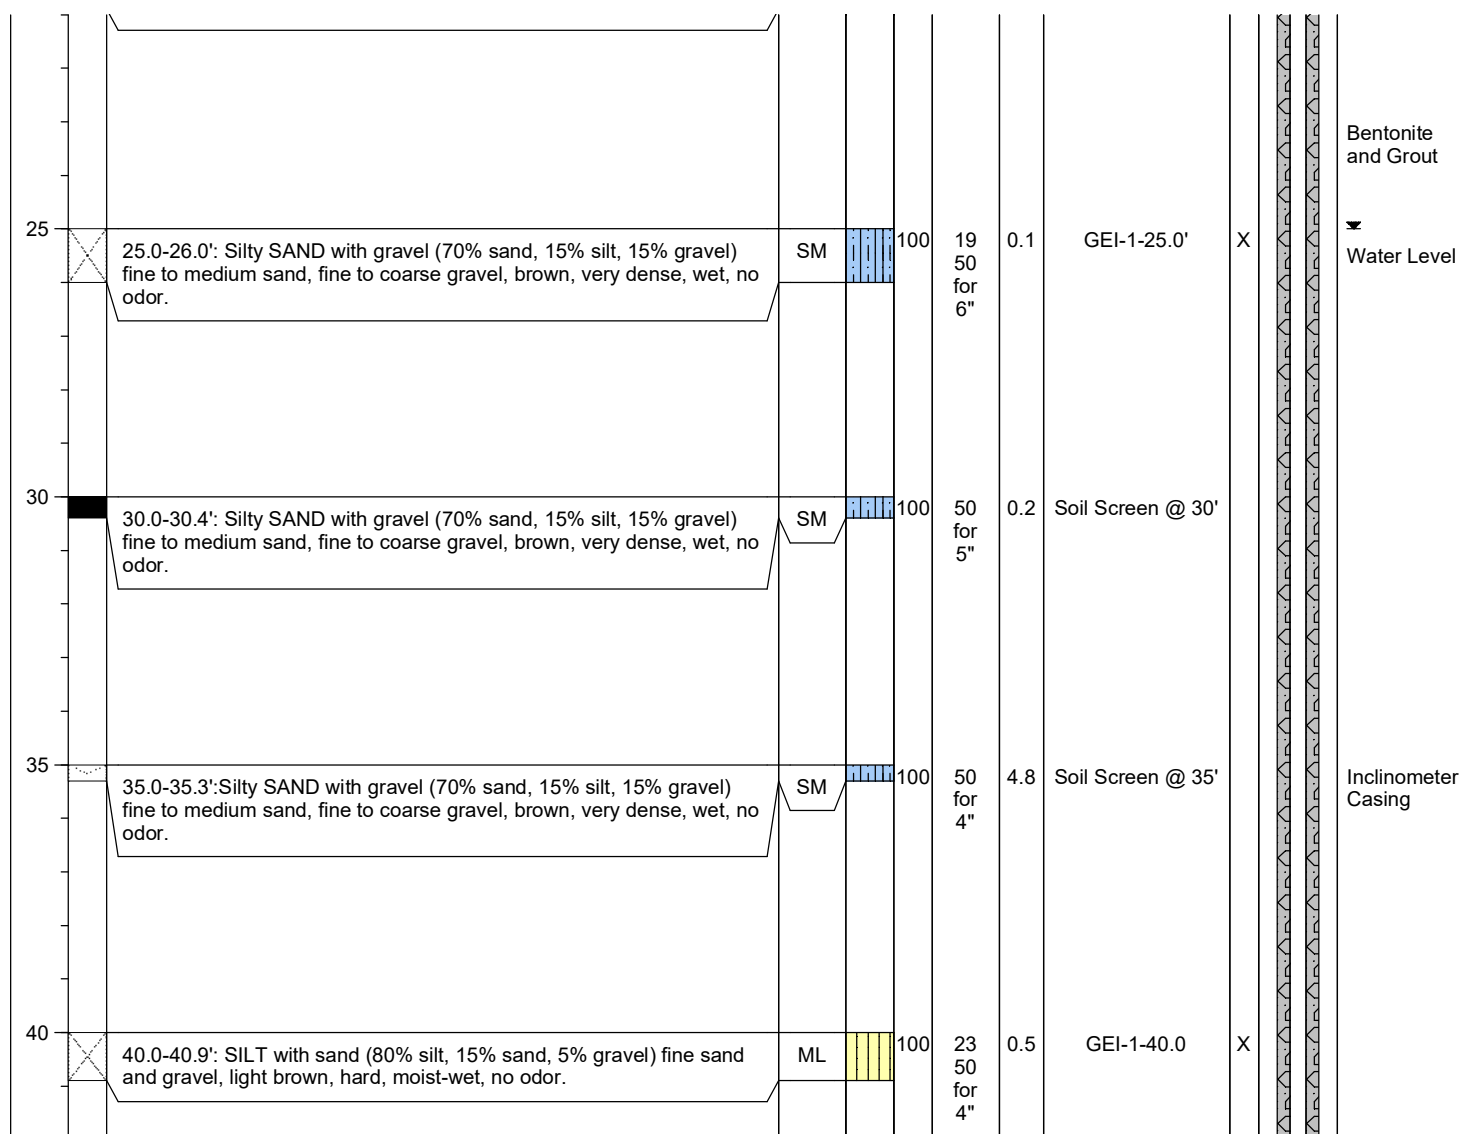 Bentonite
and Grout
25
25.0-26.0': Silty SAND with gravel (70% sand, 15% silt, 15% gravel)
fine to medium sand, fine to coarse gravel, brown, very dense, wet, no
odor.
SM
100
19
50
for
6"
0.1
GEI-1-25.0'
X
Water Level
30
30.0-30.4': Silty SAND with gravel (70% sand, 15% silt, 15% gravel)
fine to medium sand, fine to coarse gravel, brown, very dense, wet, no
odor.
SM
100
50
for
5"
0.2
Soil Screen @ 30'
35
35.0-35.3':Silty SAND with gravel (70% sand, 15% silt, 15% gravel)
fine to medium sand, fine to coarse gravel, brown, very dense, wet, no
odor.
SM
100
50
for
4"
4.8
Soil Screen @ 35'
Inclinometer
Casing
40
40.0-40.9': SILT with sand (80% silt, 15% sand, 5% gravel) fine sand
and gravel, light brown, hard, moist-wet, no odor.
ML
100
23
50
for
4"
0.5
GEI-1-40.0
X